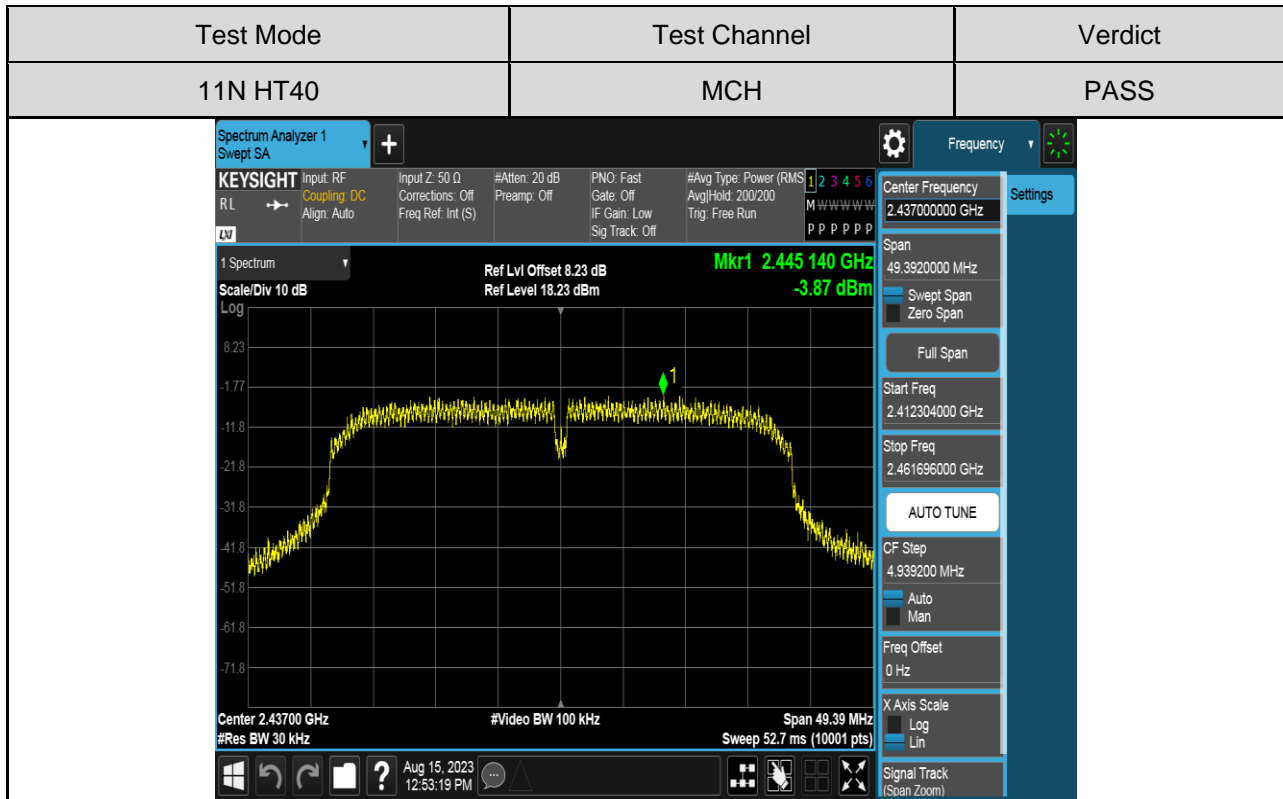 Test Mode Test Channel Verdict
11N HT40 MCH PASS
Spectrum Analyzer 1
Swept SA
Frequency
KEYSIGHT Input: RF Input Z: 50 Ω #Atten: 20 dB PNO: Fast #Avg Type: Power (RMS 1 2 3 4 5 6
RL Coupling: DC Corrections: Off Preamp: Off Gate: Off Avg|Hold: 200/200 M W W W W W
Align: Auto Freq Ref: Int (S) IF Gain: Low Trig: Free Run
LXI Sig Track: Off P P P P P P
Center Frequency
2.437000000 GHz
Settings
1 Spectrum Ref Lvl Offset 8.23 dB Mkr1 2.445 140 GHz
Scale/Div 10 dB Ref Level 18.23 dBm -3.87 dBm
Log
8.23
-1.77
-11.8
-21.8
-31.8
-41.8
-51.8
-61.8
-71.8
1
Center 2.43700 GHz #Video BW 100 kHz Span 49.39 MHz
#Res BW 30 kHz Sweep 52.7 ms (10001 pts)
Span
49.3920000 MHz
Swept Span
Zero Span
Full Span
Start Freq
2.412304000 GHz
Stop Freq
2.461696000 GHz
AUTO TUNE
CF Step
4.939200 MHz
Auto
Man
Freq Offset
0 Hz
X Axis Scale
Log
Lin
Signal Track
(Span Zoom)
? Aug 15, 2023
12:53:19 PM